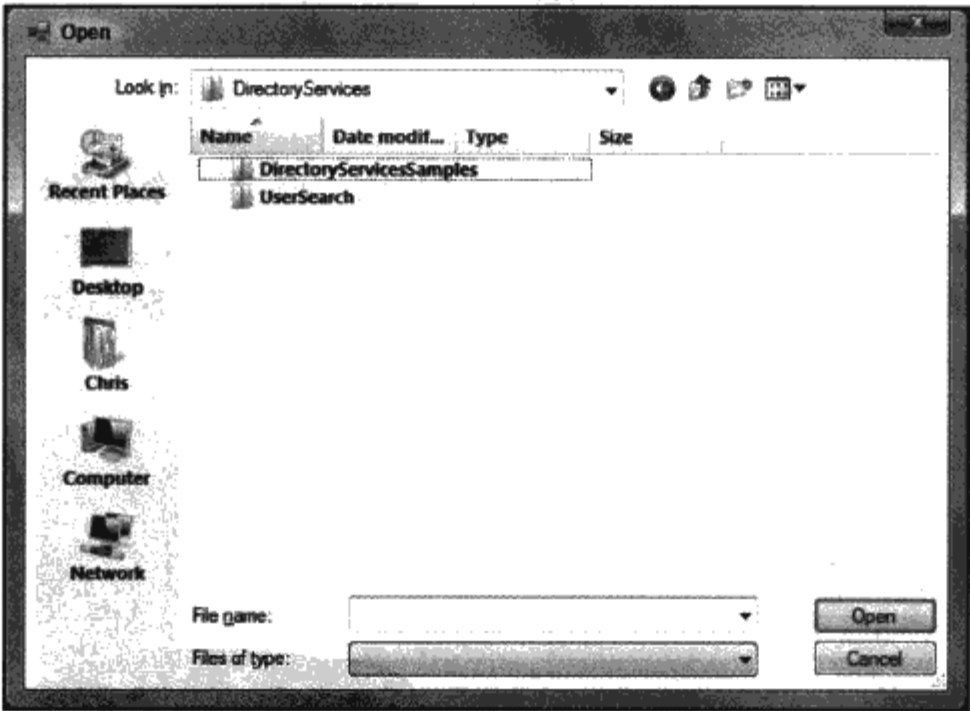 Open
Look in: DirectoryServices
Name Date modif... Type Size
DirectoryServicesSamples
UserSearch
Recent Places
Desktop
Chris
Computer
Network
File name:
Open
Files of type:
Cancel